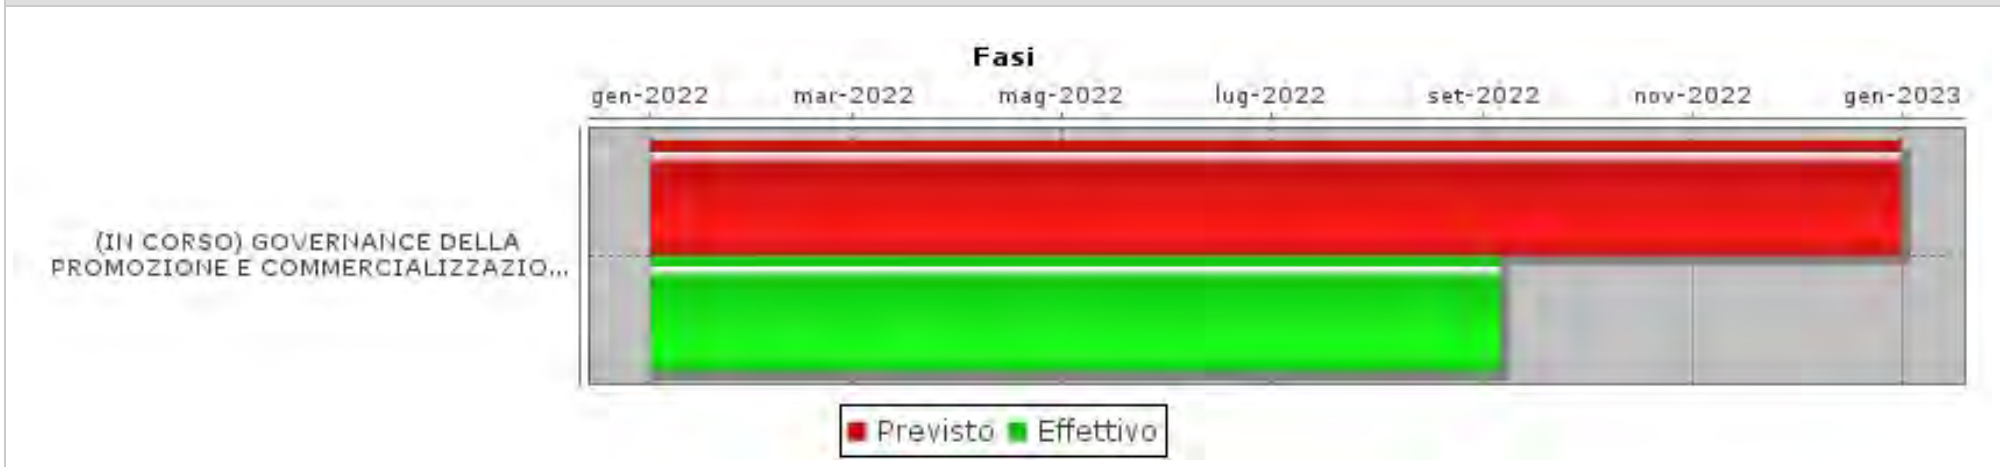 Fasi
gen-2022 mar-2022 mag-2022 lug-2022 set-2022 nov-2022 gen-2023
(IN CORSO) GOVERNANCE DELLA
PROMOZIONE E COMMERCIALIZZAZIO...
Previsto Effettivo